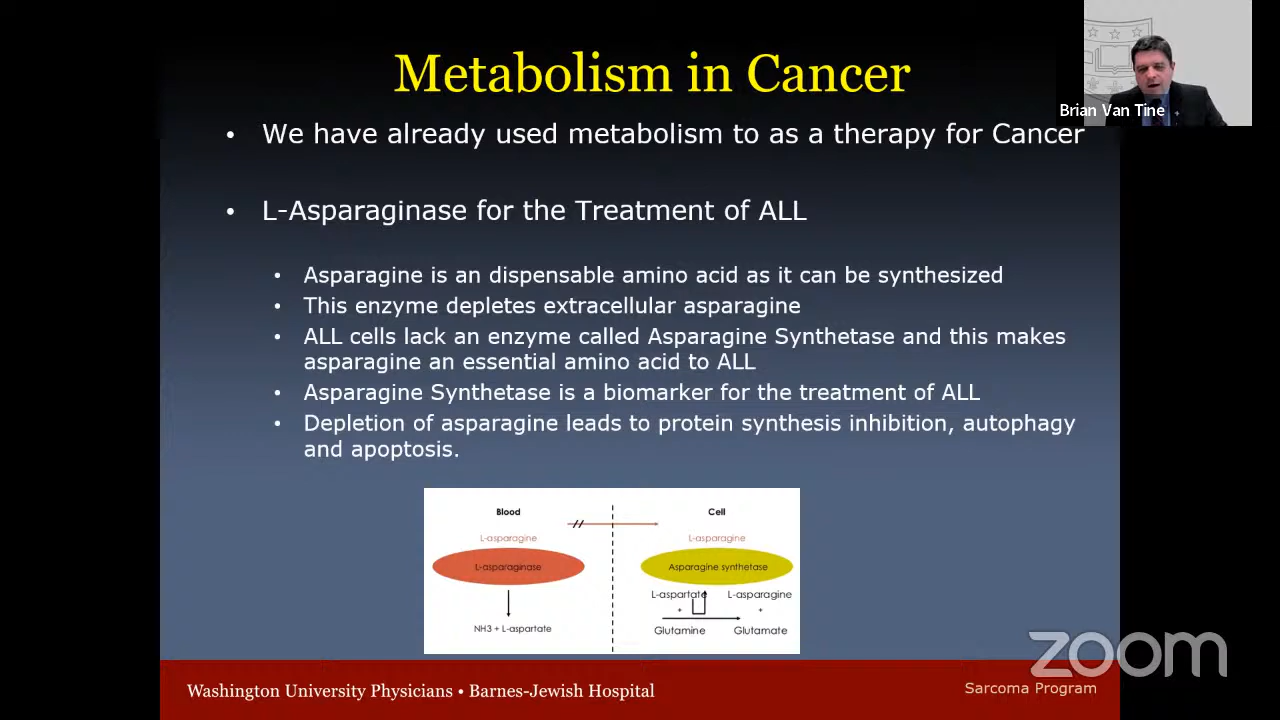 Metabolism in Cancer
Brian Van Tine
• We have already used metabolism to as a therapy for Cancer
• L-Asparaginase for the Treatment of ALL
• Asparagine is an dispensable amino acid as it can be synthesized
• This enzyme depletes extracellular asparagine
• ALL cells lack an enzyme called Asparagine Synthetase and this makes
asparagine an essential amino acid to ALL
• Asparagine Synthetase is a biomarker for the treatment of ALL
• Depletion of asparagine leads to protein synthesis inhibition, autophagy
and apoptosis.
Blood Cell
L-asparagine L-asparagine
L-asparaginase Asparagine synthetase
L-aspartate L-asparagine
+ +
NH3 + L-aspartate Glutamine Glutamate
zoom
Washington University Physicians • Barnes-Jewish Hospital
Sarcoma Program